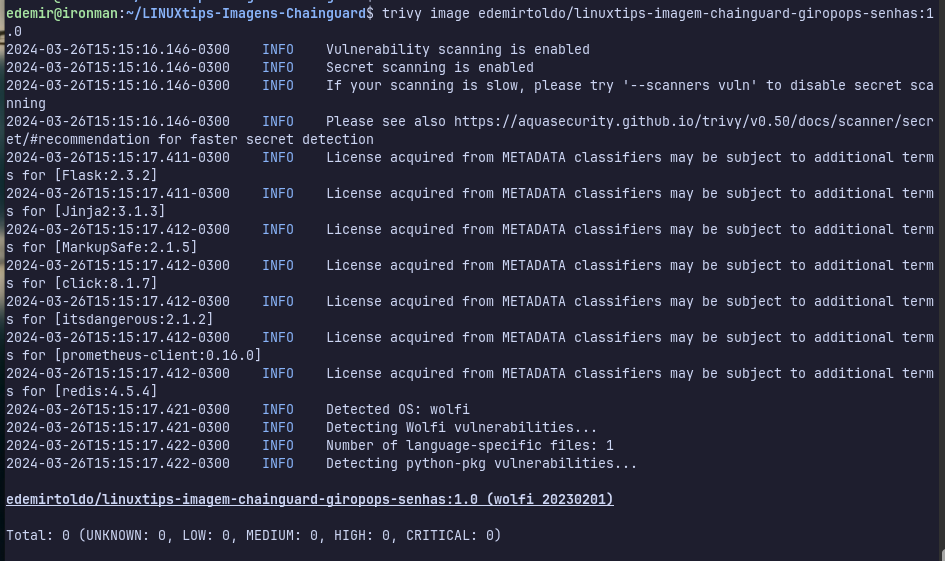 edemir@ironman:~/LINUXtips-Imagens-Chainguard$ trivy image edemirtoldo/linuxtips-imagem-chainguard-giropops-senhas:1
.0
2024-03-26T15:15:16.146-0300    INFO    Vulnerability scanning is enabled
2024-03-26T15:15:16.146-0300    INFO    Secret scanning is enabled
2024-03-26T15:15:16.146-0300    INFO    If your scanning is slow, please try '--scanners vuln' to disable secret sca
nning
2024-03-26T15:15:16.146-0300    INFO    Please see also https://aquasecurity.github.io/trivy/v0.50/docs/scanner/secr
et/#recommendation for faster secret detection
2024-03-26T15:15:17.411-0300    INFO    License acquired from METADATA classifiers may be subject to additional term
s for [Flask:2.3.2]
2024-03-26T15:15:17.411-0300    INFO    License acquired from METADATA classifiers may be subject to additional term
s for [Jinja2:3.1.3]
2024-03-26T15:15:17.412-0300    INFO    License acquired from METADATA classifiers may be subject to additional term
s for [MarkupSafe:2.1.5]
2024-03-26T15:15:17.412-0300    INFO    License acquired from METADATA classifiers may be subject to additional term
s for [click:8.1.7]
2024-03-26T15:15:17.412-0300    INFO    License acquired from METADATA classifiers may be subject to additional term
s for [itsdangerous:2.1.2]
2024-03-26T15:15:17.412-0300    INFO    License acquired from METADATA classifiers may be subject to additional term
s for [prometheus-client:0.16.0]
2024-03-26T15:15:17.412-0300    INFO    License acquired from METADATA classifiers may be subject to additional term
s for [redis:4.5.4]
2024-03-26T15:15:17.421-0300    INFO    Detected OS: wolfi
2024-03-26T15:15:17.421-0300    INFO    Detecting Wolfi vulnerabilities...
2024-03-26T15:15:17.422-0300    INFO    Number of language-specific files: 1
2024-03-26T15:15:17.422-0300    INFO    Detecting python-pkg vulnerabilities...
edemirtoldo/linuxtips-imagem-chainguard-giropops-senhas:1.0 (wolfi 20230201)
Total: 0 (UNKNOWN: 0, LOW: 0, MEDIUM: 0, HIGH: 0, CRITICAL: 0)